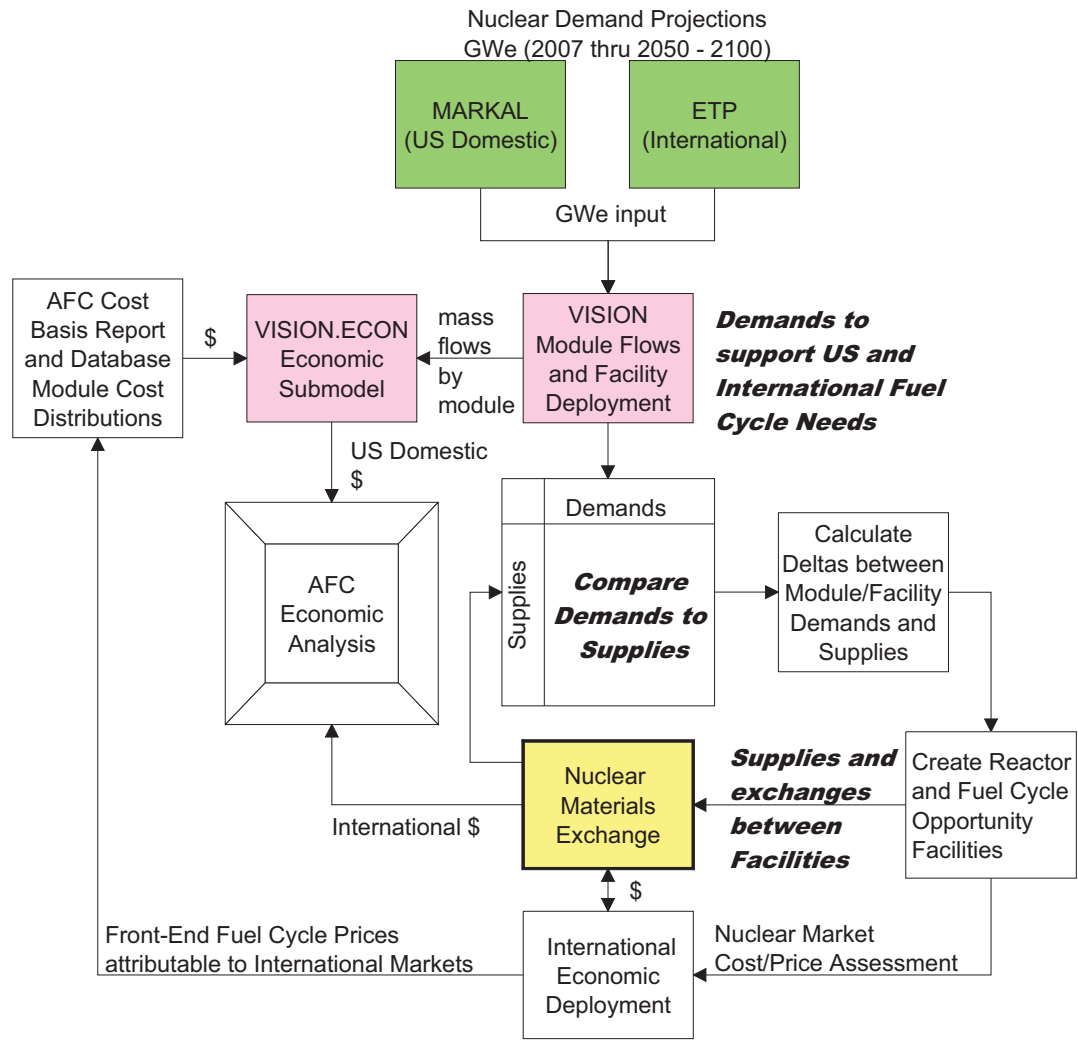 Nuclear Demand Projections
GWe (2007 thru 2050 - 2100)
MARKAL
(US Domestic)
ETP
(International)
GWe input
AFC Cost
Basis Report
and Database
Module Cost
Distributions
$
VISION.ECON
Economic
Submodel
mass
flows
by
module
VISION
Module Flows
and Facility
Deployment
Demands to
support US and
International Fuel
Cycle Needs
US Domestic
$
AFC
Economic
Analysis
Demands
Supplies
Compare
Demands to
Supplies
Calculate
Deltas between
Module/Facility
Demands and
Supplies
International $
Nuclear
Materials
Exchange
Supplies and
exchanges
between
Facilities
Create Reactor
and Fuel Cycle
Opportunity
Facilities
$
Front-End Fuel Cycle Prices
attributable to International Markets
International
Economic
Deployment
Nuclear Market
Cost/Price Assessment